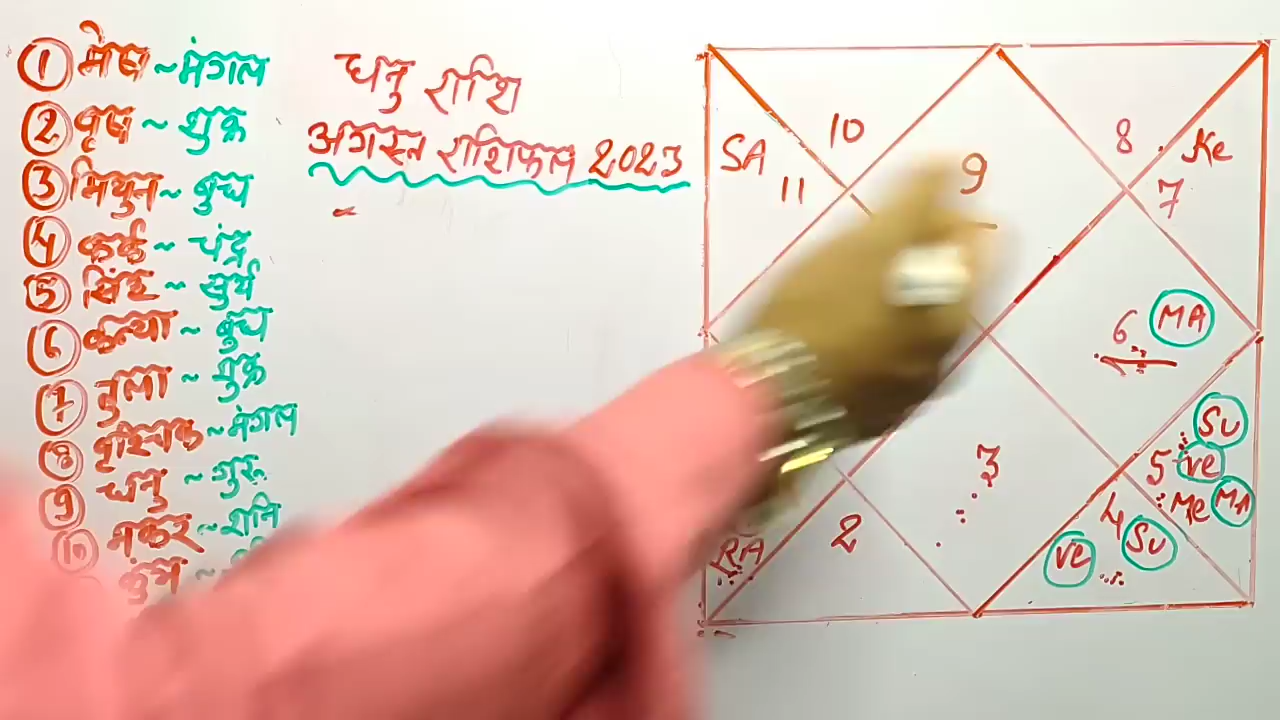 ① मेष ~ मंगल
② वृष ~ शुक्र
③ मिथुन ~ बुध
④ कर्क ~ चंद्र
⑤ सिंह ~ सुर्य
⑥ कन्या ~ बुध
⑦ तुला ~ शुक्र
⑧ वृश्चिक ~ मंगल
⑨ धनु ~ गुरु
⑩ मकर ~ शनि
कुंभ ~
धनु राशि
अगस्त राशिफल 2023
10
8
Ke
SA
11
9
7
6 MA
Su
3
5 Ve
Me MA
4
2
Ve Su
RA